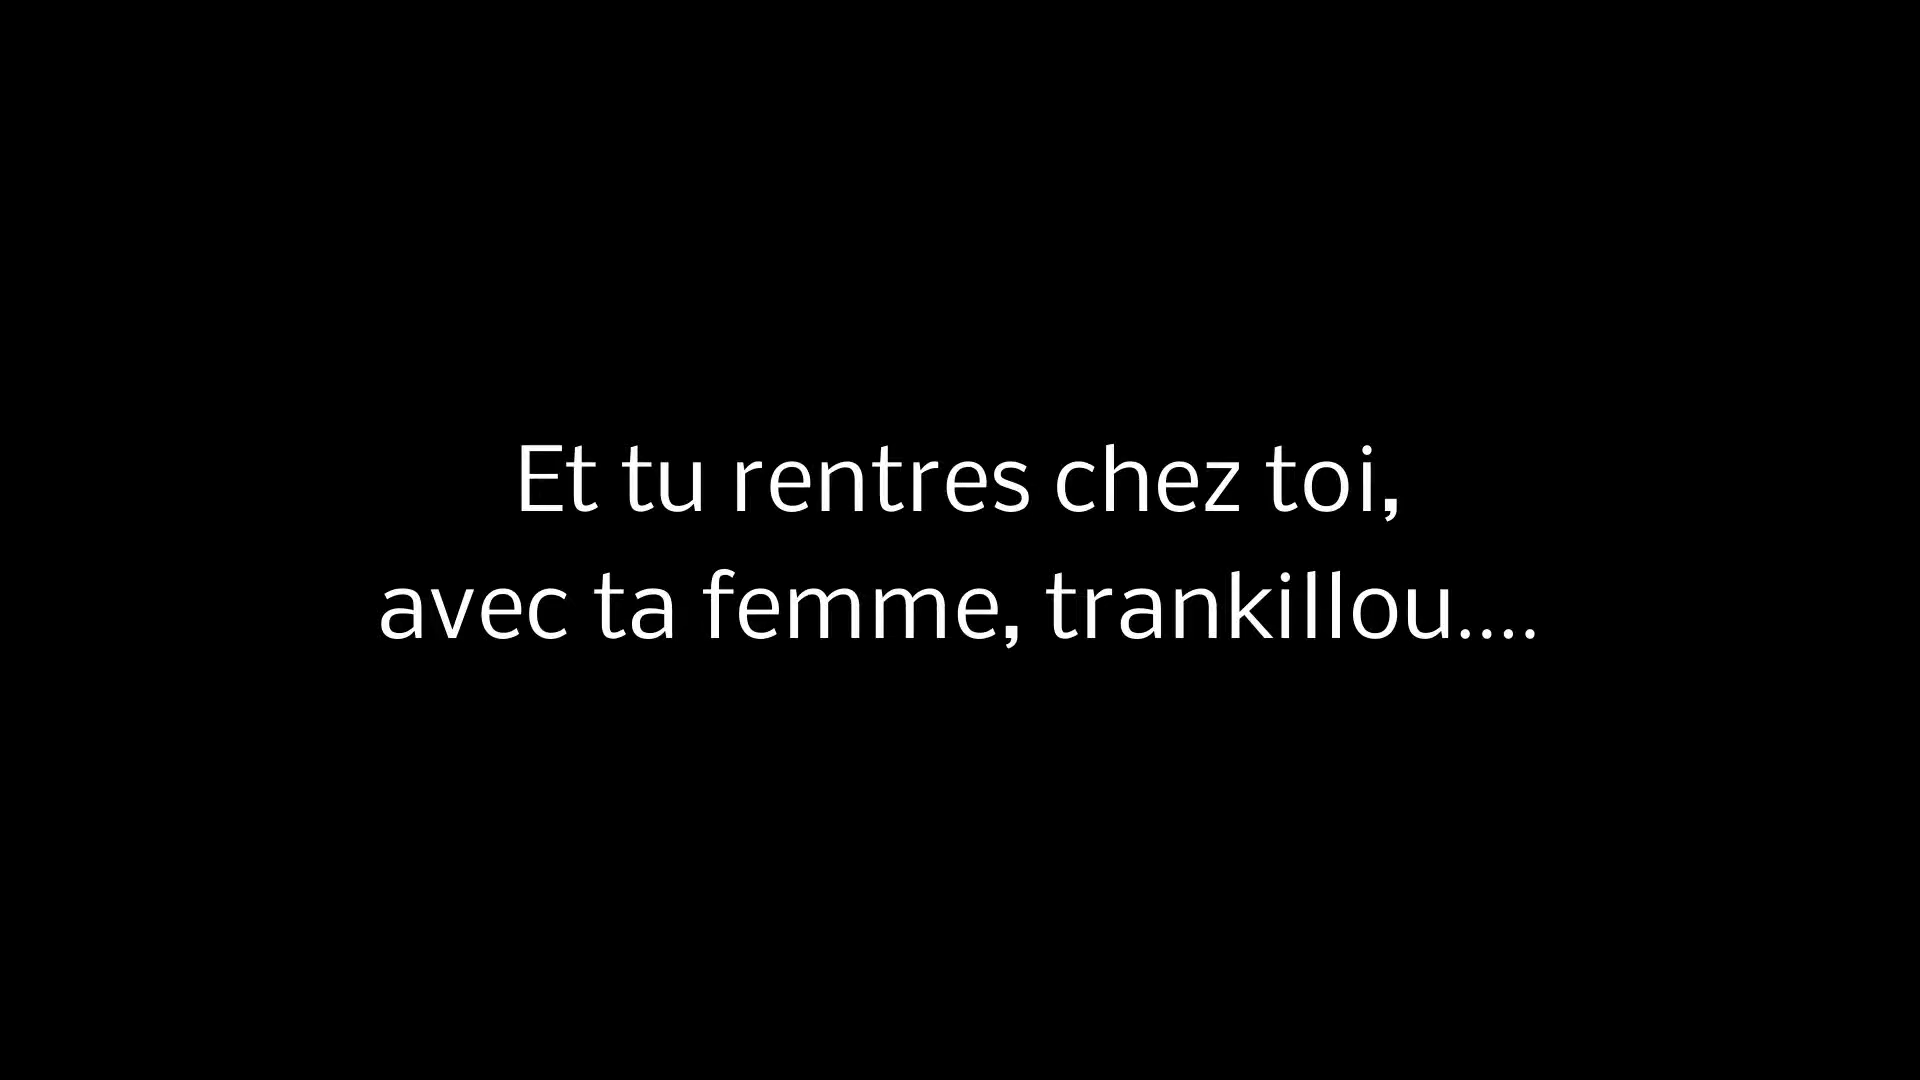 Et tu rentres chez toi,
avec ta femme, trankillou....